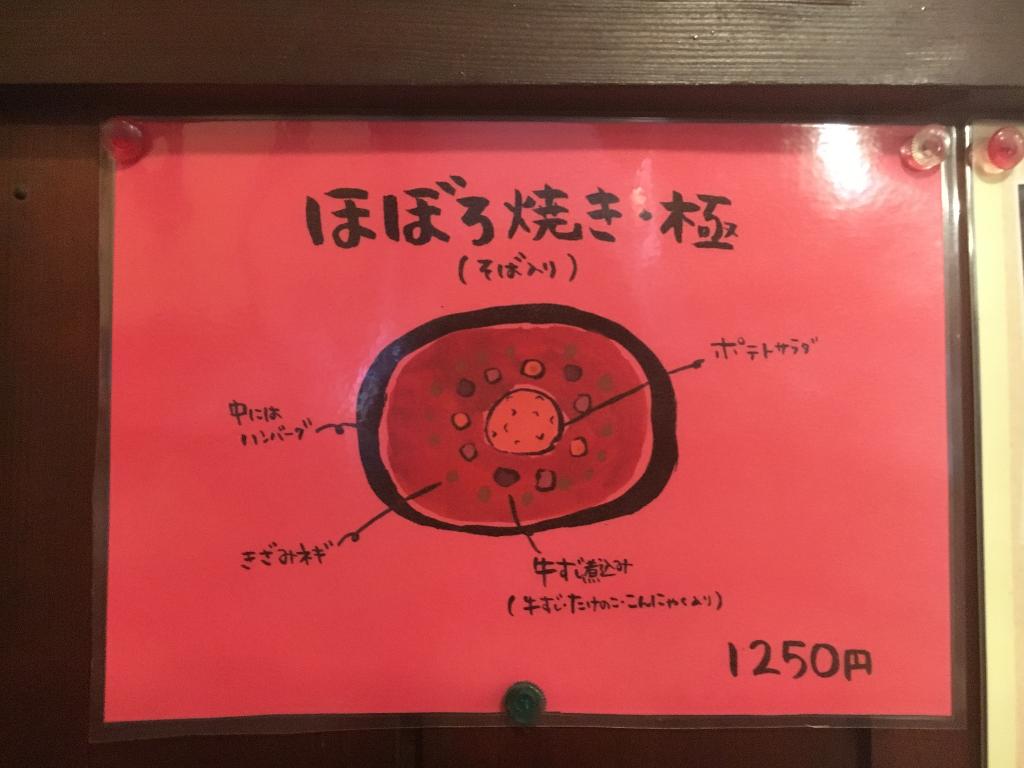 ほぼろ焼き・極
(そば入り)
ポテトサラダ
中には
ハンバーグ
きざみネギ
牛すじ煮込み
(牛すじ・たけのこ・こんにゃく入り)
1250円